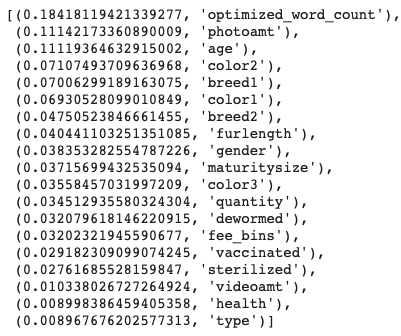 [(0.18418119421339277, 'optimized_word_count'),
(0.11142173360890009, 'photoamt'),
(0.11119364632915002, 'age'),
(0.07107493709636968, 'color2'),
(0.07006299189163075, 'breed1'),
(0.06930528099010849, 'color1'),
(0.04750523846661455, 'breed2'),
(0.040441103251351085, 'furlength'),
(0.038353282554787226, 'gender'),
(0.03715699432535094, 'maturitysize'),
(0.03558457031997209, 'color3'),
(0.034512935580324304, 'quantity'),
(0.032079618146220915, 'dewormed'),
(0.03202321945590677, 'fee_bins'),
(0.029182309099074245, 'vaccinated'),
(0.02761685528159847, 'sterilized'),
(0.010338026727264924, 'videoamt'),
(0.008998386459405358, 'health'),
(0.008967676202577313, 'type')]